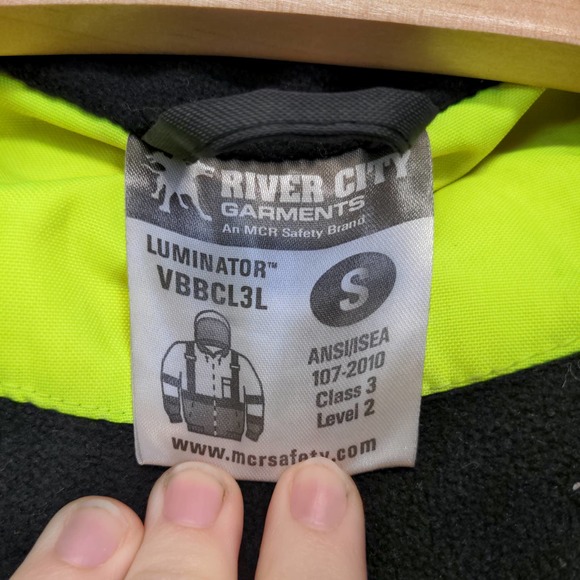 RIVER CITY
GARMENTS
An MCR Safety Brand
LUMINATOR™
VBBCL3L
S
ANSI/ISEA
107-2010
Class 3
Level 2
www.mcrsafety.com